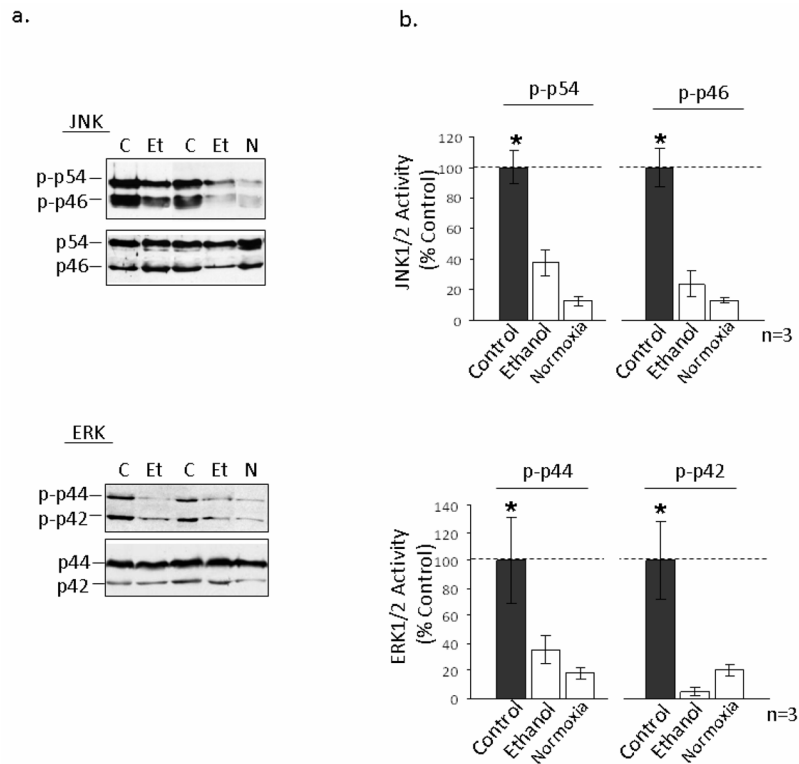 a.
JNK
C Et C Et N
p-p54
p-p46
p54
p46
ERK
C Et C Et N
p-p44
p-p42
p44
p42
b.
p-p54 p-p46
JNK1/2 Activity
(% Control)
120
100
80
60
40
20
0
*
*
Control Ethanol Normoxia Control Ethanol Normoxia
n=3
p-p44 p-p42
ERK1/2 Activity
(% Control)
140
120
100
80
60
40
20
0
*
*
Control Ethanol Normoxia Control Ethanol Normoxia
n=3